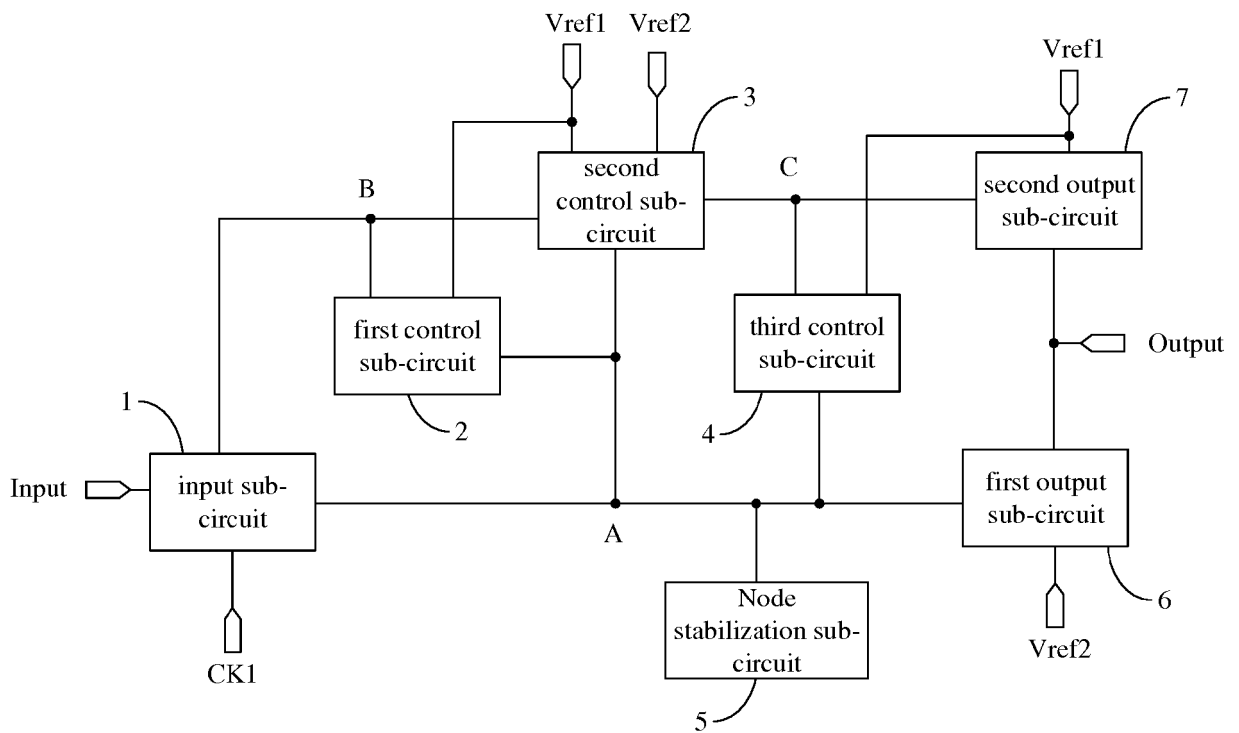 Vref1
Vref2
Vref1
3
7
second
control sub-
circuit
C
second output
sub-circuit
B
first control
sub-circuit
third control
sub-circuit
Output
1
2
4
Input
input sub-
circuit
first output
sub-circuit
A
Node
stabilization sub-
circuit
6
CK1
Vref2
5